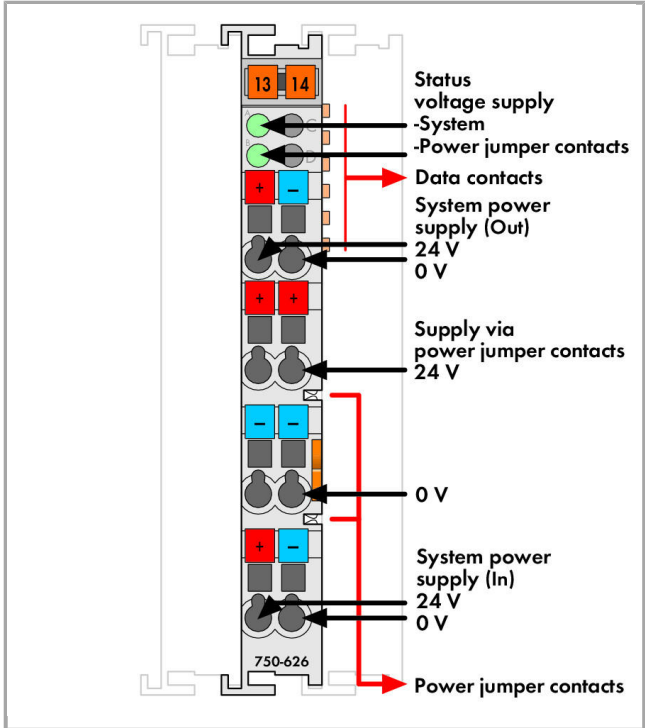 13 14
A
C
B
D
Status
voltage supply
-System
-Power jumper contacts
Data contacts
+ −
System power
supply (Out)
24 V
0 V
+ +
Supply via
power jumper contacts
24 V
− −
0 V
+ −
System power
supply (In)
24 V
0 V
750-626
Power jumper contacts